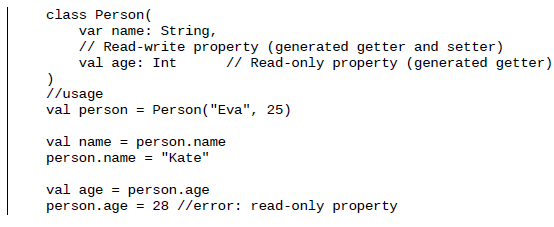 class Person(
    var name: String,
    // Read-write property (generated getter and setter)
    val age: Int      // Read-only property (generated getter)
)
//usage
val person = Person("Eva", 25)

val name = person.name
person.name = "Kate"

val age = person.age
person.age = 28 //error: read-only property